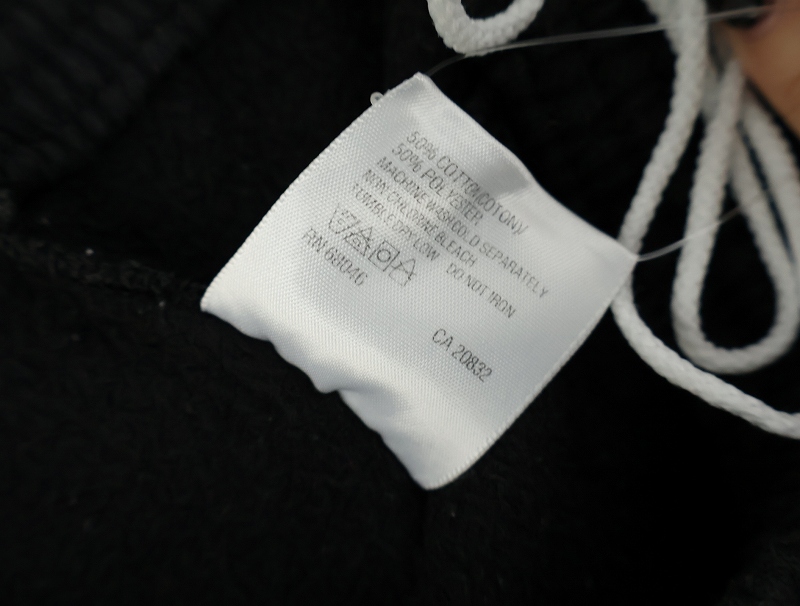 50% COTTON/COTON/
50% POLYESTER
MACHINE WASH COLD SEPARATELY
NON CHLORINE BLEACH
TUMBLE DRY LOW DO NOT IRON
RN 68046
CA 20832